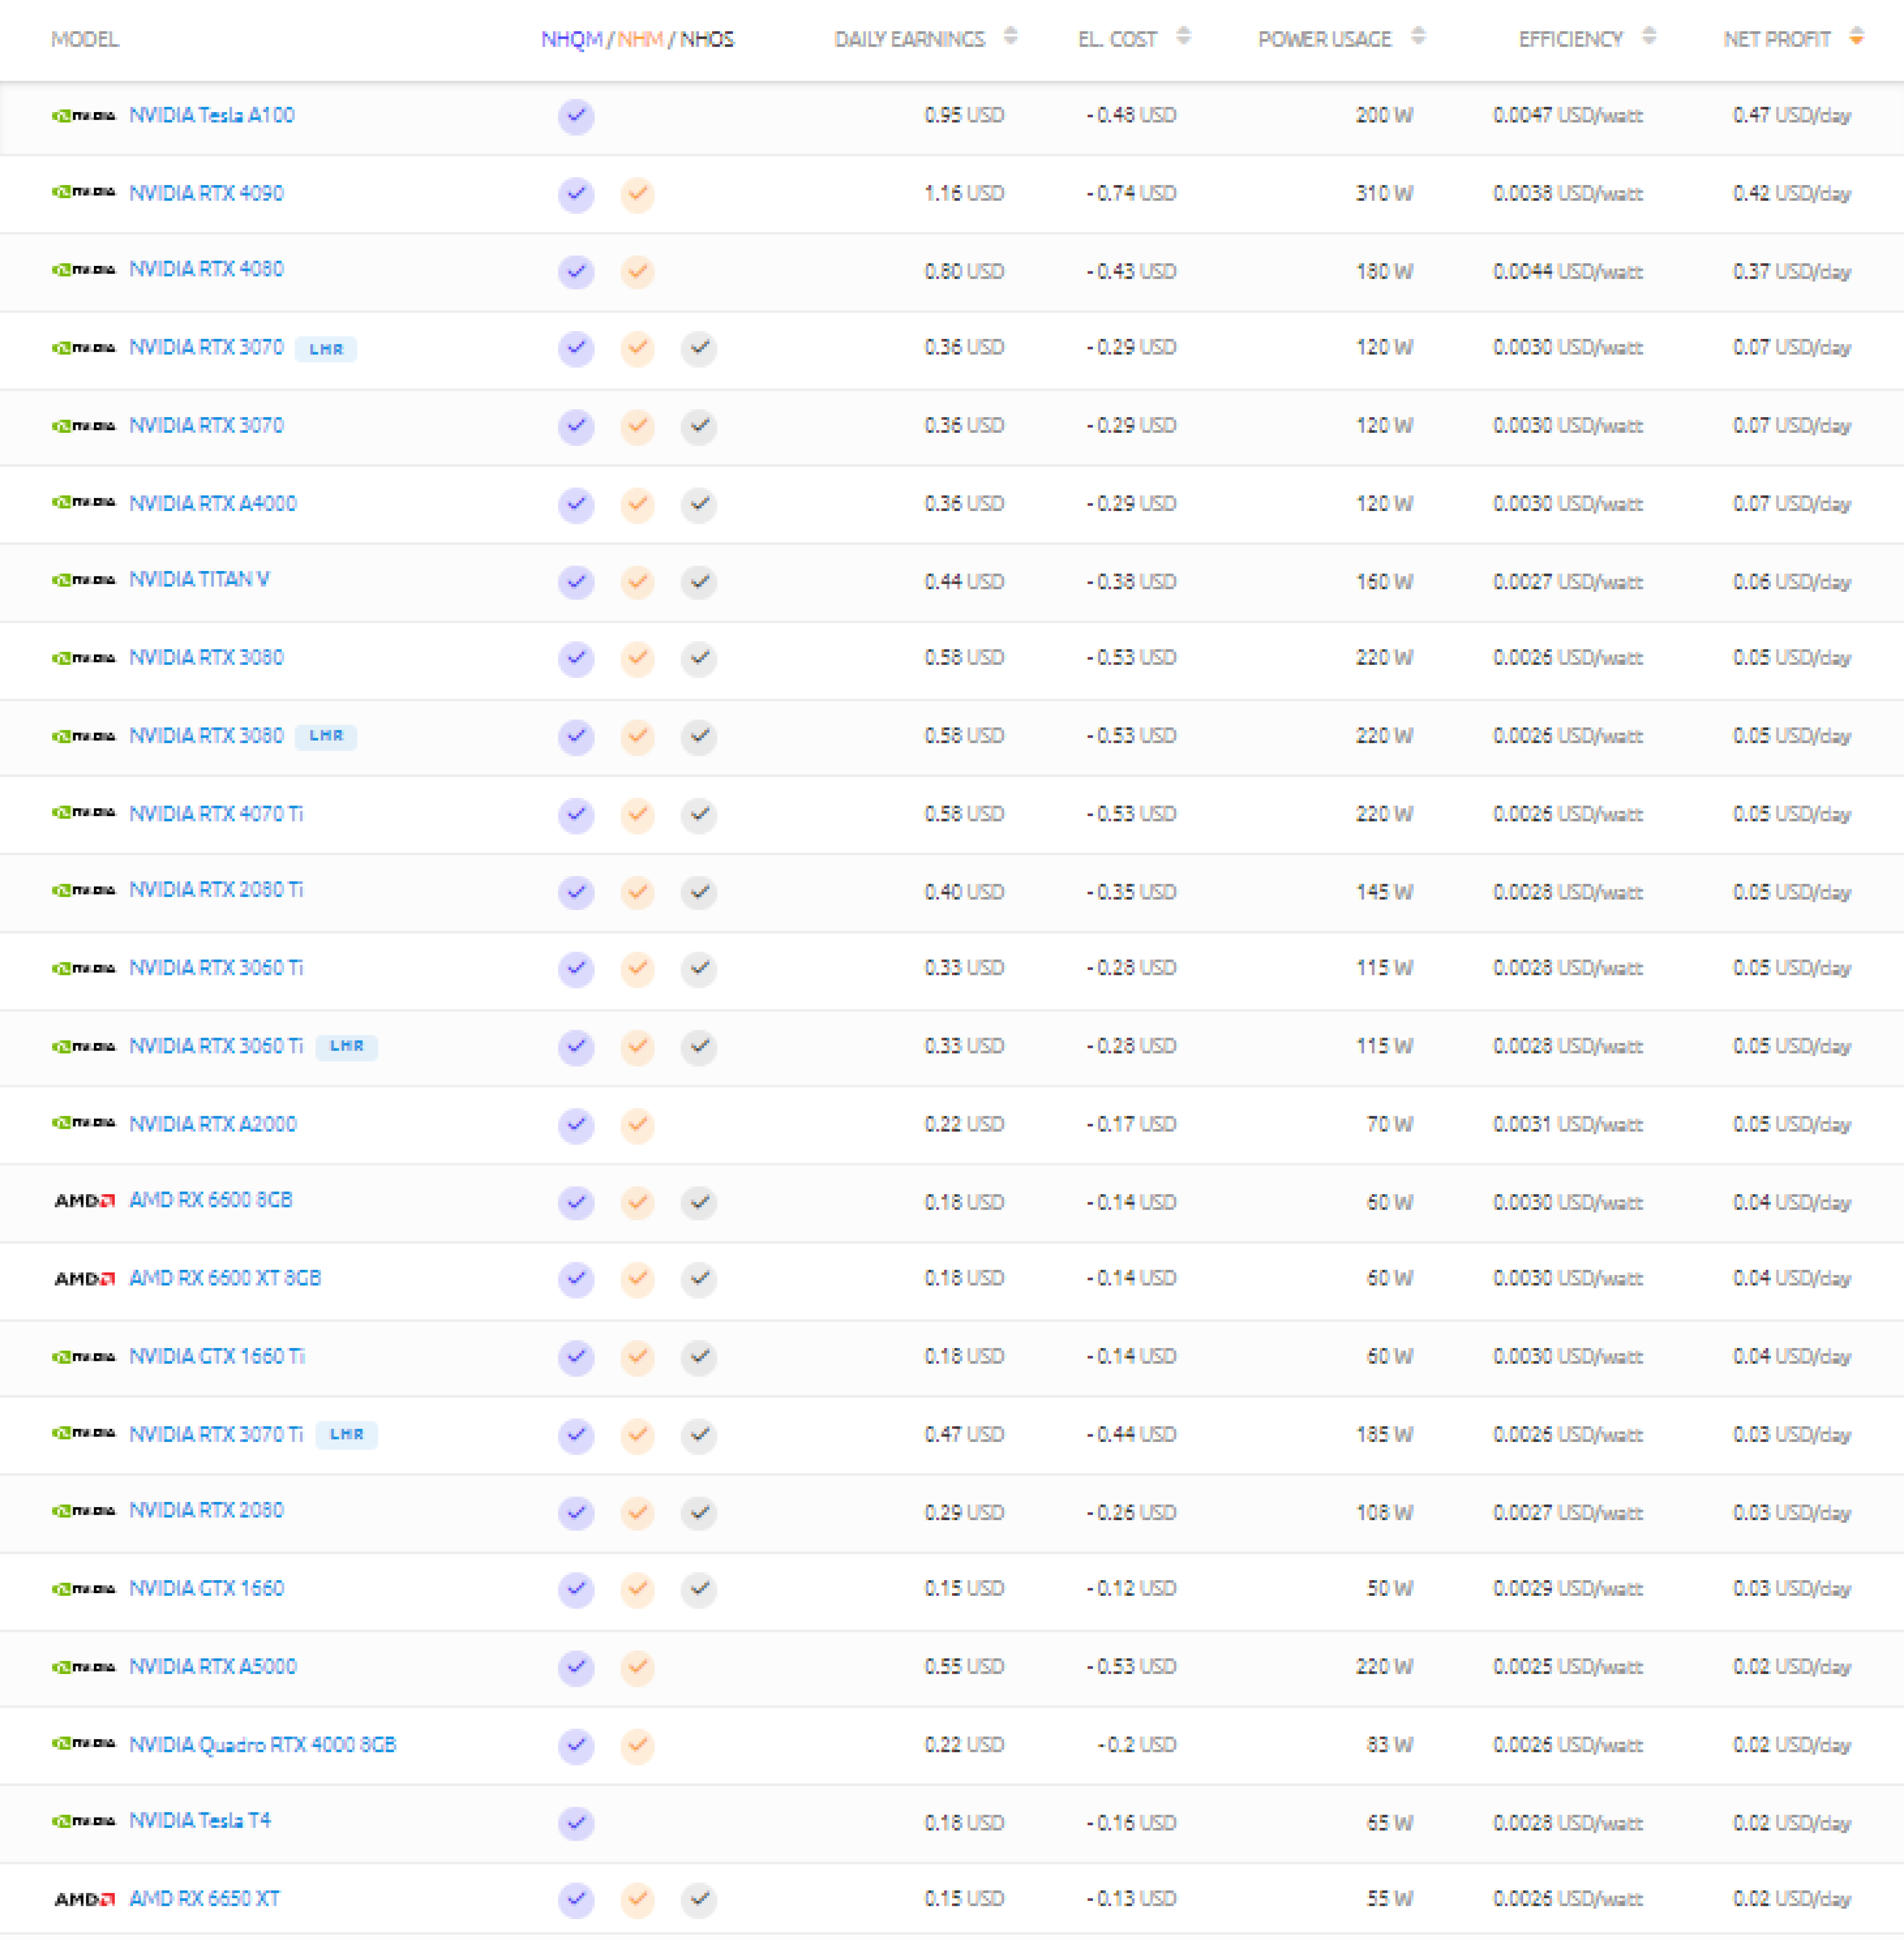 MODEL NHQM / NHM / NHOS DAILY EARNINGS EL. COST POWER USAGE EFFICIENCY NET PROFIT
NVIDIA NVIDIA Tesla A100 0.95 USD - 0.48 USD 200 W 0.0047 USD/watt 0.47 USD/day
NVIDIA NVIDIA RTX 4090 1.16 USD - 0.74 USD 310 W 0.0038 USD/watt 0.42 USD/day
NVIDIA NVIDIA RTX 4080 0.80 USD - 0.43 USD 180 W 0.0044 USD/watt 0.37 USD/day
NVIDIA NVIDIA RTX 3070 LHR 0.36 USD - 0.29 USD 120 W 0.0030 USD/watt 0.07 USD/day
NVIDIA NVIDIA RTX 3070 0.36 USD - 0.29 USD 120 W 0.0030 USD/watt 0.07 USD/day
NVIDIA NVIDIA RTX A4000 0.36 USD - 0.29 USD 120 W 0.0030 USD/watt 0.07 USD/day
NVIDIA NVIDIA TITAN V 0.44 USD - 0.38 USD 160 W 0.0027 USD/watt 0.06 USD/day
NVIDIA NVIDIA RTX 3080 0.58 USD - 0.53 USD 220 W 0.0026 USD/watt 0.05 USD/day
NVIDIA NVIDIA RTX 3080 LHR 0.58 USD - 0.53 USD 220 W 0.0026 USD/watt 0.05 USD/day
NVIDIA NVIDIA RTX 4070 Ti 0.58 USD - 0.53 USD 220 W 0.0026 USD/watt 0.05 USD/day
NVIDIA NVIDIA RTX 2080 Ti 0.40 USD - 0.35 USD 145 W 0.0028 USD/watt 0.05 USD/day
NVIDIA NVIDIA RTX 3060 Ti 0.33 USD - 0.28 USD 115 W 0.0028 USD/watt 0.05 USD/day
NVIDIA NVIDIA RTX 3060 Ti LHR 0.33 USD - 0.28 USD 115 W 0.0028 USD/watt 0.05 USD/day
NVIDIA NVIDIA RTX A2000 0.22 USD - 0.17 USD 70 W 0.0031 USD/watt 0.05 USD/day
AMD AMD RX 6600 8GB 0.18 USD - 0.14 USD 60 W 0.0030 USD/watt 0.04 USD/day
AMD AMD RX 6600 XT 8GB 0.18 USD - 0.14 USD 60 W 0.0030 USD/watt 0.04 USD/day
NVIDIA NVIDIA GTX 1660 Ti 0.18 USD - 0.14 USD 60 W 0.0030 USD/watt 0.04 USD/day
NVIDIA NVIDIA RTX 3070 Ti LHR 0.47 USD - 0.44 USD 185 W 0.0026 USD/watt 0.03 USD/day
NVIDIA NVIDIA RTX 2080 0.29 USD - 0.26 USD 108 W 0.0027 USD/watt 0.03 USD/day
NVIDIA NVIDIA GTX 1660 0.15 USD - 0.12 USD 50 W 0.0029 USD/watt 0.03 USD/day
NVIDIA NVIDIA RTX A5000 0.55 USD - 0.53 USD 220 W 0.0025 USD/watt 0.02 USD/day
NVIDIA NVIDIA Quadro RTX 4000 8GB 0.22 USD - 0.2 USD 83 W 0.0026 USD/watt 0.02 USD/day
NVIDIA NVIDIA Tesla T4 0.18 USD - 0.16 USD 65 W 0.0028 USD/watt 0.02 USD/day
AMD AMD RX 6650 XT 0.15 USD - 0.13 USD 55 W 0.0026 USD/watt 0.02 USD/day